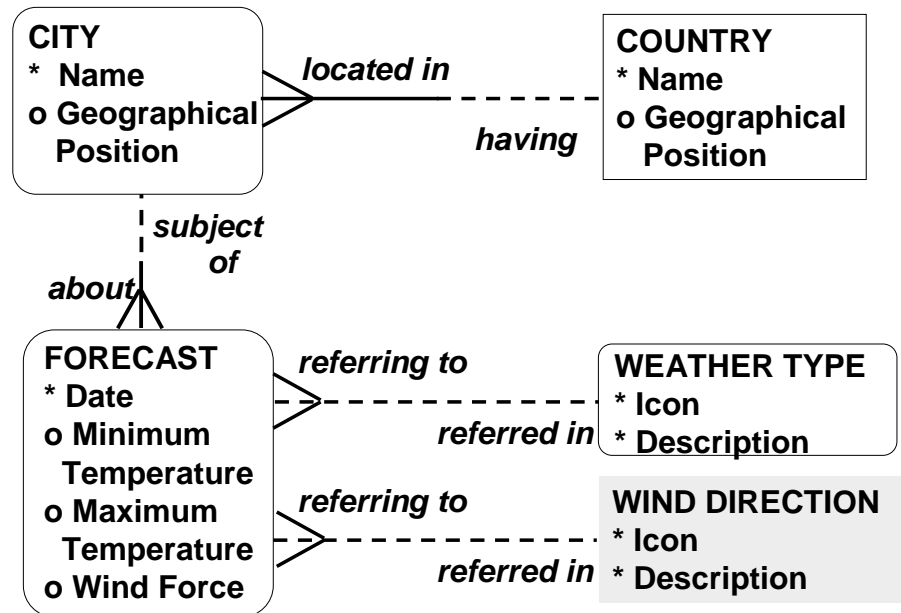 CITY
* Name
o Geographical
Position
located in
having
COUNTRY
* Name
o Geographical
Position
subject
of
about
FORECAST
* Date
o Minimum
Temperature
o Maximum
Temperature
o Wind Force
referring to
referred in
WEATHER TYPE
* Icon
* Description
referring to
referred in
WIND DIRECTION
* Icon
* Description